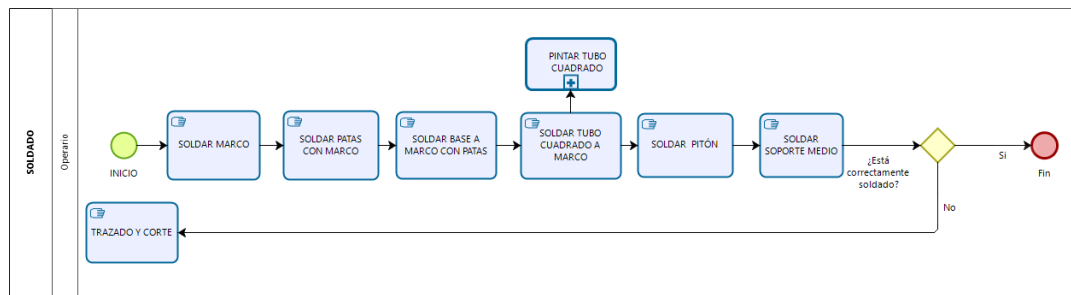 SOLDADO
Operario
INICIO
SOLDAR MARCO
SOLDAR PATAS
CON MARCO
SOLDAR BASE A
MARCO CON PATAS
PINTAR TUBO
CUADRADO
SOLDAR TUBO
CUADRADO A
MARCO
SOLDAR PITÓN
SOLDAR
SOPORTE MEDIO
¿Está
correctamente
soldado?
Si
Fin
No
TRAZADO Y CORTE